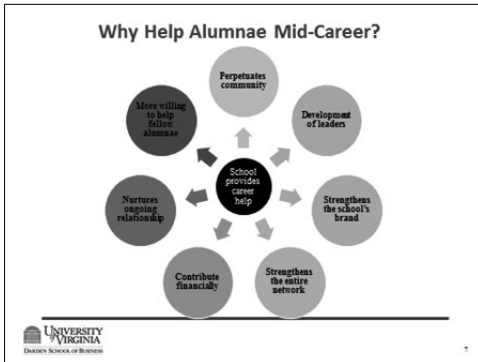 Why Help Alumnae Mid-Career?
Perpetuates
community
Development
of leaders
Strengthens
the school's
brand
Strengthens
the entire
network
Contribute
financially
Nurtures
ongoing
relationship
More willing
to help
fellow
alumnae
School
provides
career
help
UNIVERSITY
OF VIRGINIA
DARDEN SCHOOL OF BUSINESS